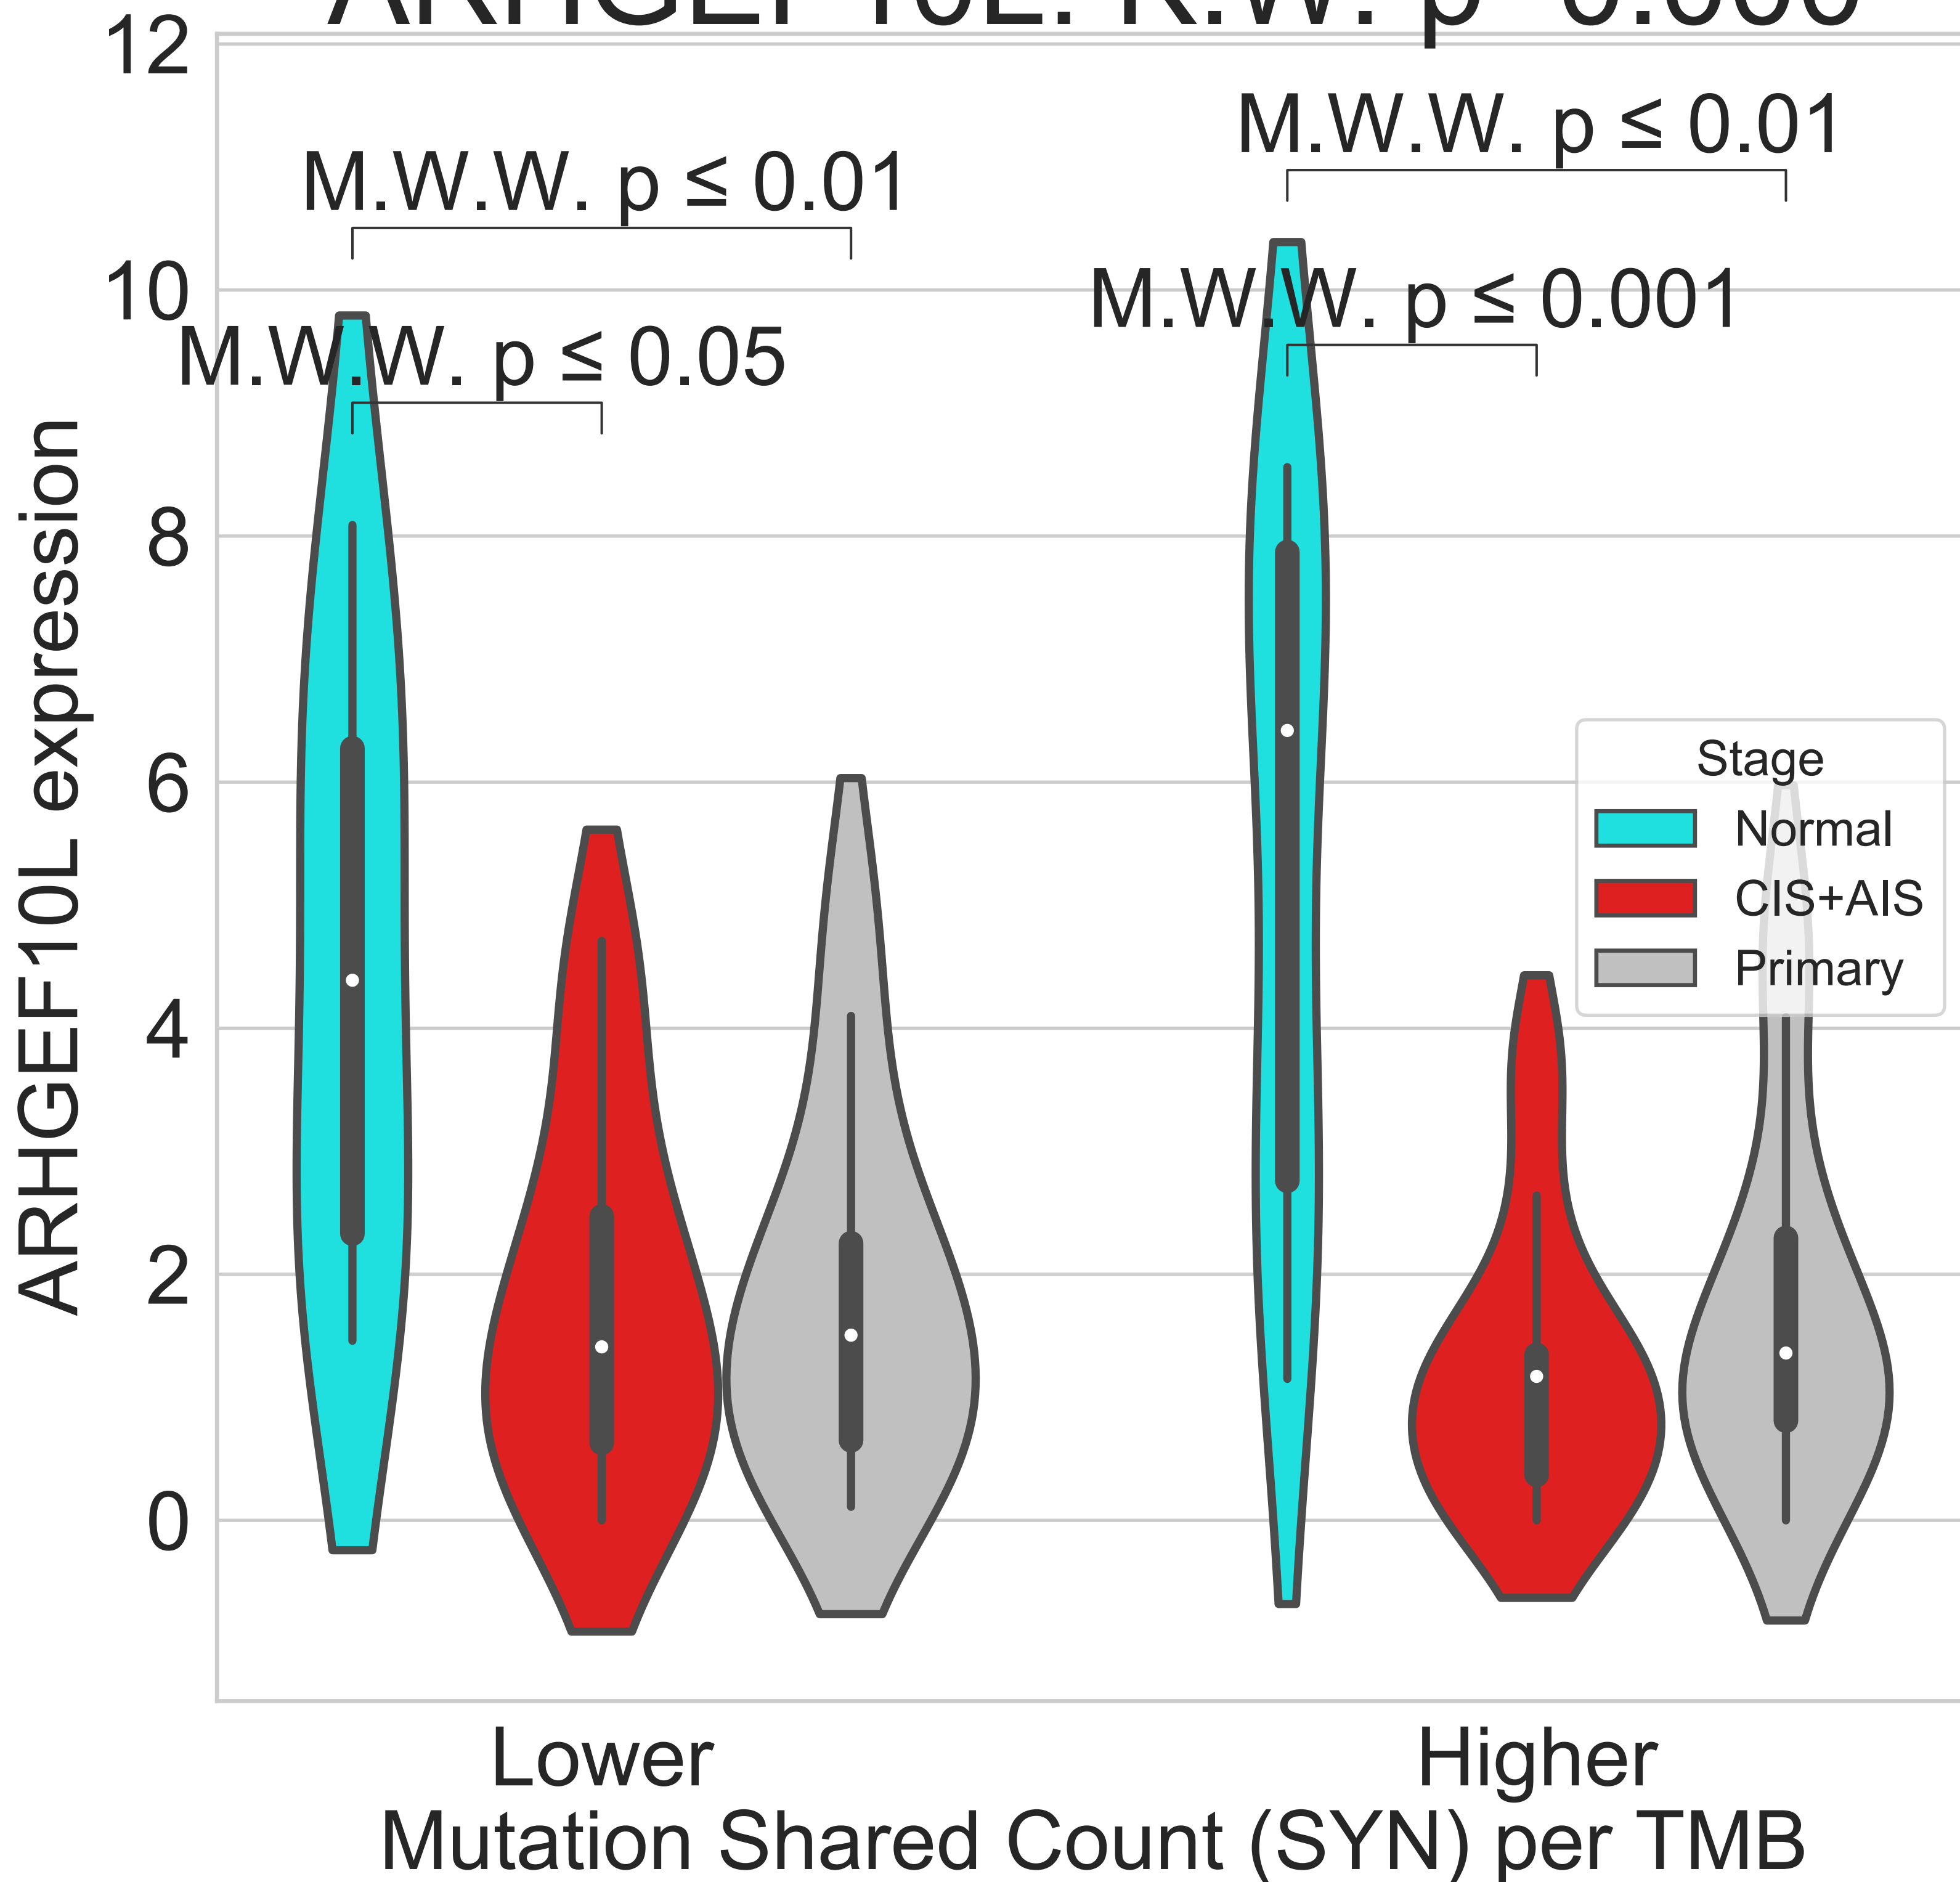 ARHGEF10L: K.W. p
12
10
8
6
4
2
0
ARHGEF10L expression
M.W.W. p ≤ 0.01
M.W.W. p ≤ 0.01
M.W.W. p ≤ 0.001
M.W.W. p ≤ 0.05
Stage
Normal
CIS+AIS
Primary
Lower
Higher
Mutation Shared Count (SYN) per TMB